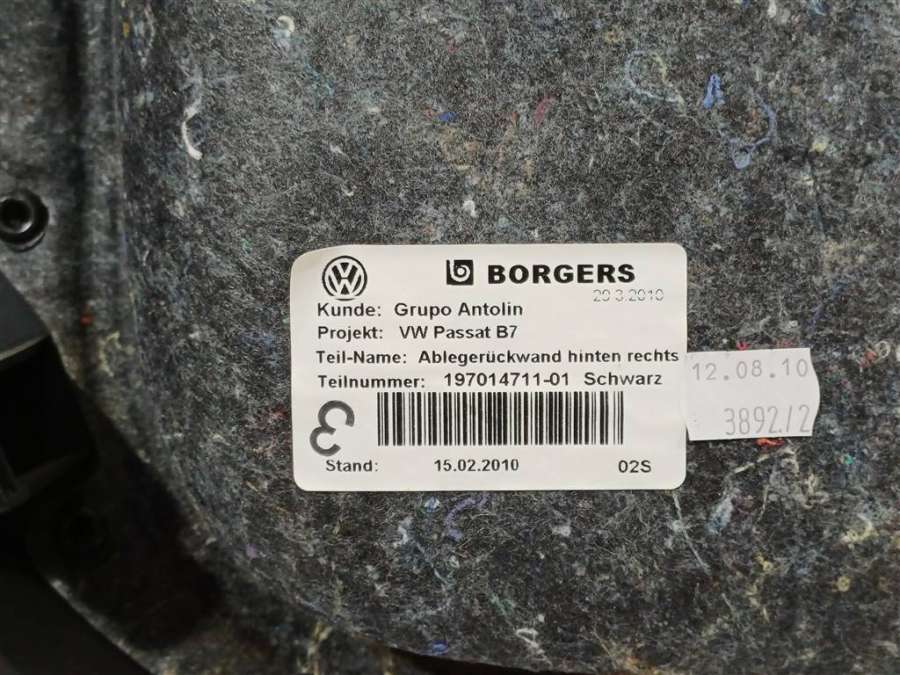 BORGERS
29.3.2010
Kunde: Grupo Antolin
Projekt: VW Passat B7
Teil-Name: Ablegerückwand hinten rechts
Teilnummer: 197014711-01 Schwarz
3
Stand: 15.02.2010 02S
12.08.10
3892/2